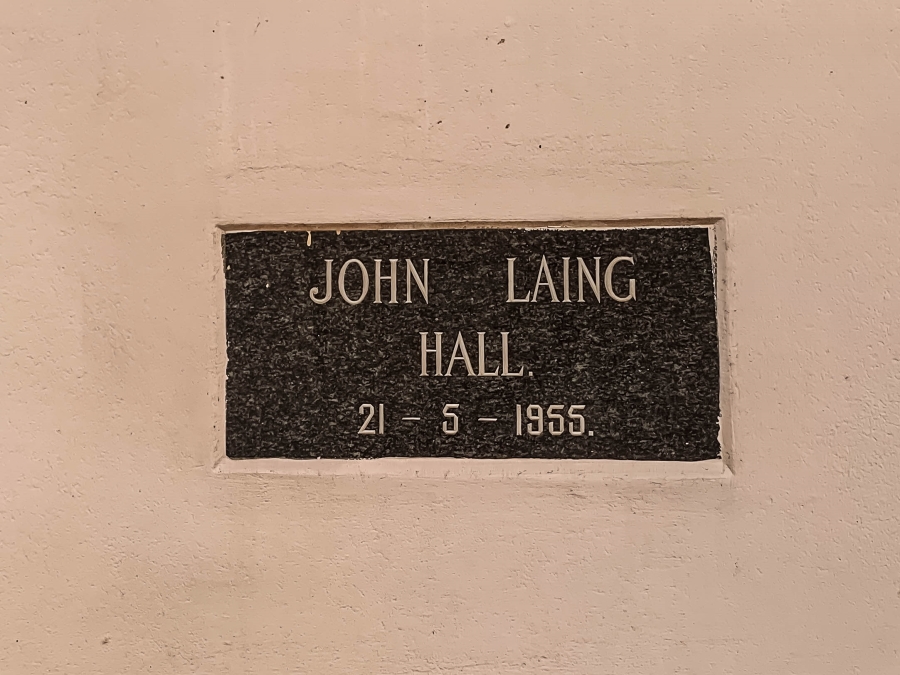 JOHN LAING
HALL.
21 - 5 - 1955.